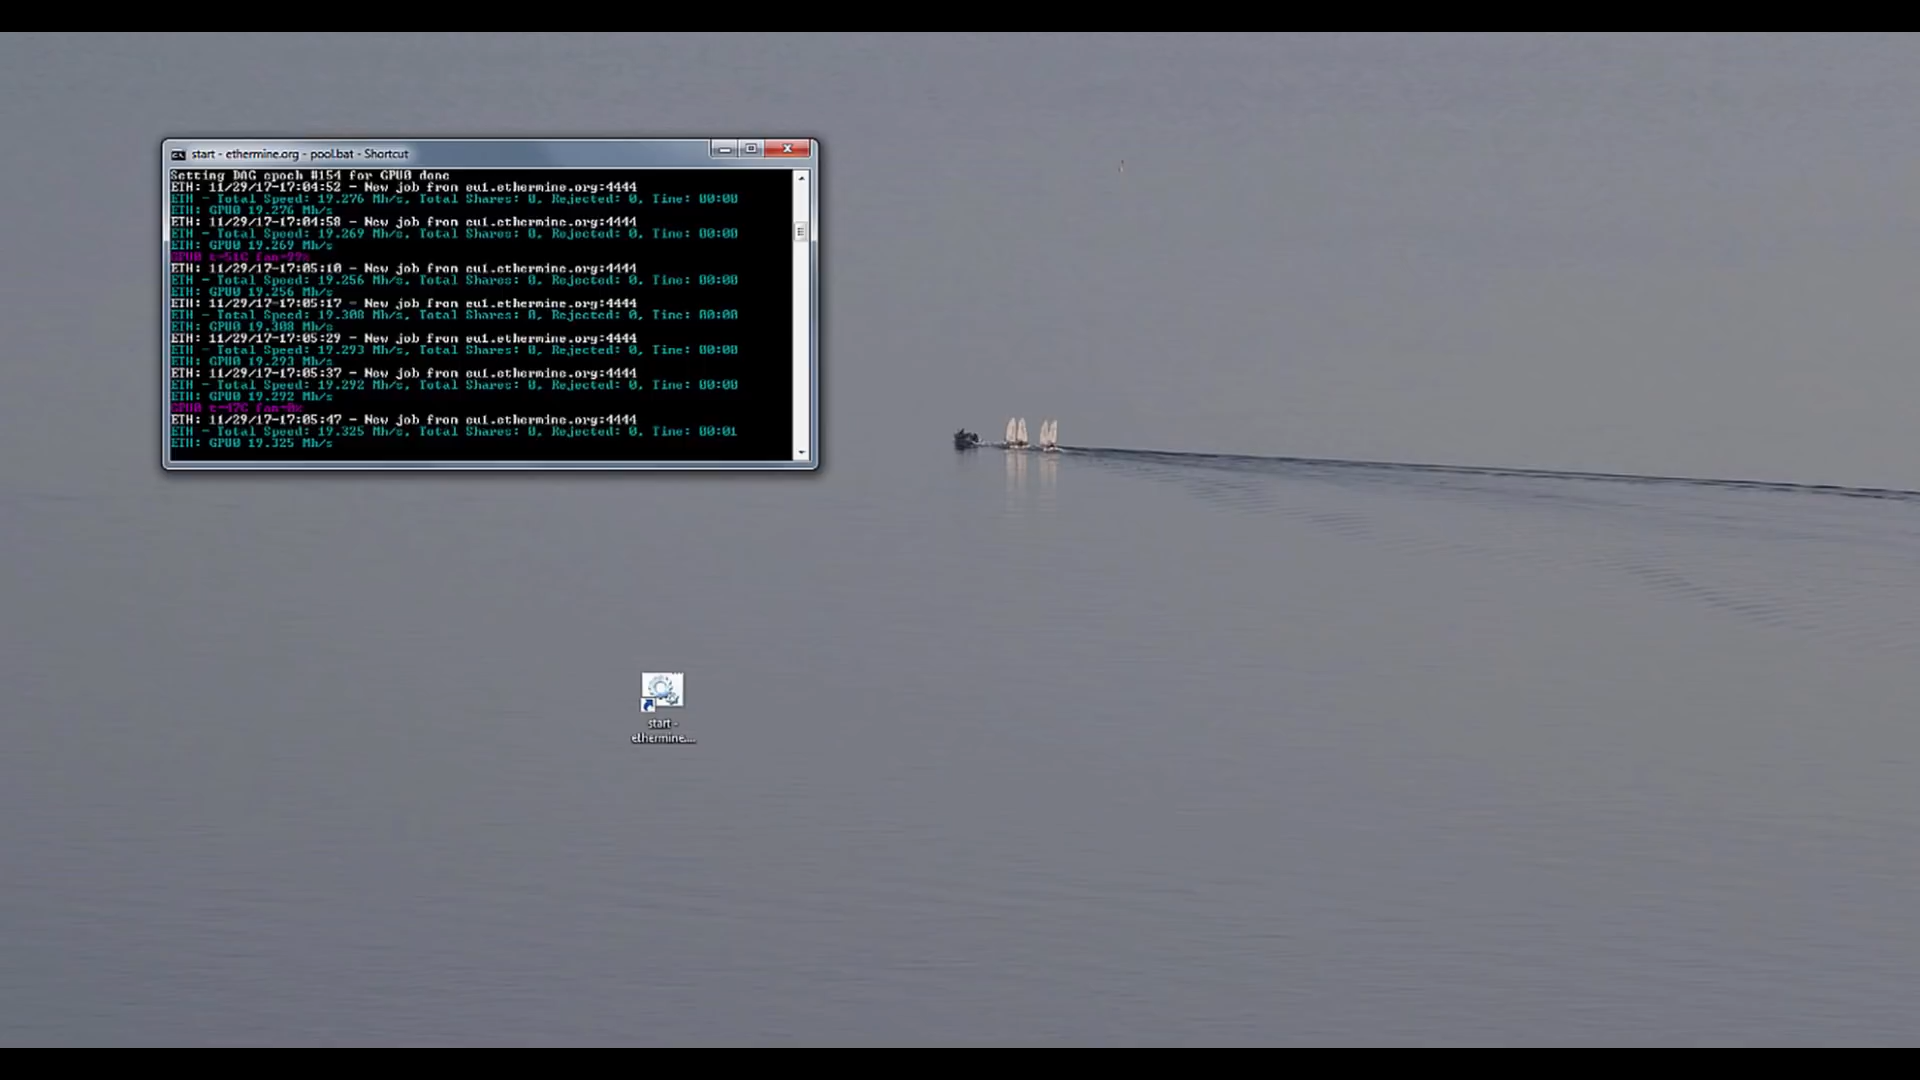 start - ethermine.org - pool.bat - Shortcut
Setting DAG epoch #154 for GPU0 done
ETH: 11/29/17-17:04:52 - New job from eu1.ethermine.org:4444
ETH - Total Speed: 19.276 Mh/s, Total Shares: 0, Rejected: 0, Time: 00:00
ETH: GPU0 19.276 Mh/s
ETH: 11/29/17-17:04:58 - New job from eu1.ethermine.org:4444
ETH - Total Speed: 19.269 Mh/s, Total Shares: 0, Rejected: 0, Time: 00:00
ETH: GPU0 19.269 Mh/s
GPU0 t=51C fan=99%
ETH: 11/29/17-17:05:10 - New job from eu1.ethermine.org:4444
ETH - Total Speed: 19.256 Mh/s, Total Shares: 0, Rejected: 0, Time: 00:00
ETH: GPU0 19.256 Mh/s
ETH: 11/29/17-17:05:17 - New job from eu1.ethermine.org:4444
ETH - Total Speed: 19.308 Mh/s, Total Shares: 0, Rejected: 0, Time: 00:00
ETH: GPU0 19.308 Mh/s
ETH: 11/29/17-17:05:29 - New job from eu1.ethermine.org:4444
ETH - Total Speed: 19.293 Mh/s, Total Shares: 0, Rejected: 0, Time: 00:00
ETH: GPU0 19.293 Mh/s
ETH: 11/29/17-17:05:37 - New job from eu1.ethermine.org:4444
ETH - Total Speed: 19.292 Mh/s, Total Shares: 0, Rejected: 0, Time: 00:00
ETH: GPU0 19.292 Mh/s
GPU0 t=47C fan=0%
ETH: 11/29/17-17:05:47 - New job from eu1.ethermine.org:4444
ETH - Total Speed: 19.325 Mh/s, Total Shares: 0, Rejected: 0, Time: 00:01
ETH: GPU0 19.325 Mh/s
start -
ethermine....